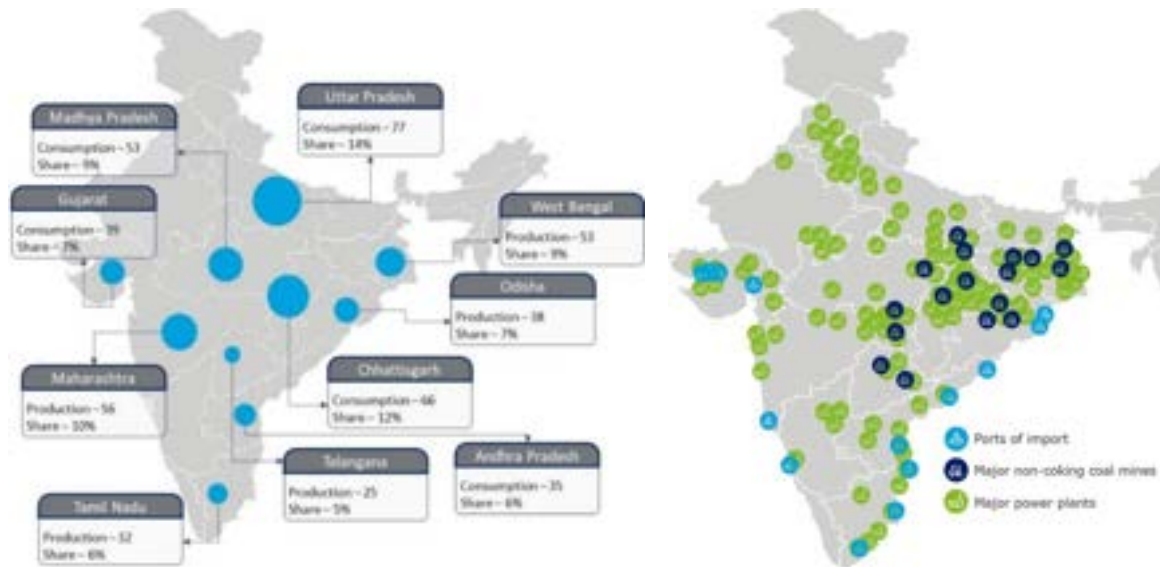 Uttar Pradesh
Consumption – 77
Share – 14%
Madhya Pradesh
Consumption – 53
Share – 9%
Gujarat
Consumption – 39
Share – 7%
West Bengal
Production – 53
Share – 9%
Odisha
Production – 38
Share – 7%
Maharashtra
Production – 56
Share – 10%
Chhattisgarh
Consumption – 66
Share – 12%
Telangana
Production – 25
Share – 5%
Andhra Pradesh
Consumption – 35
Share – 6%
Tamil Nadu
Production – 32
Share – 6%
Ports of import
Major non-coking coal mines
Major power plants